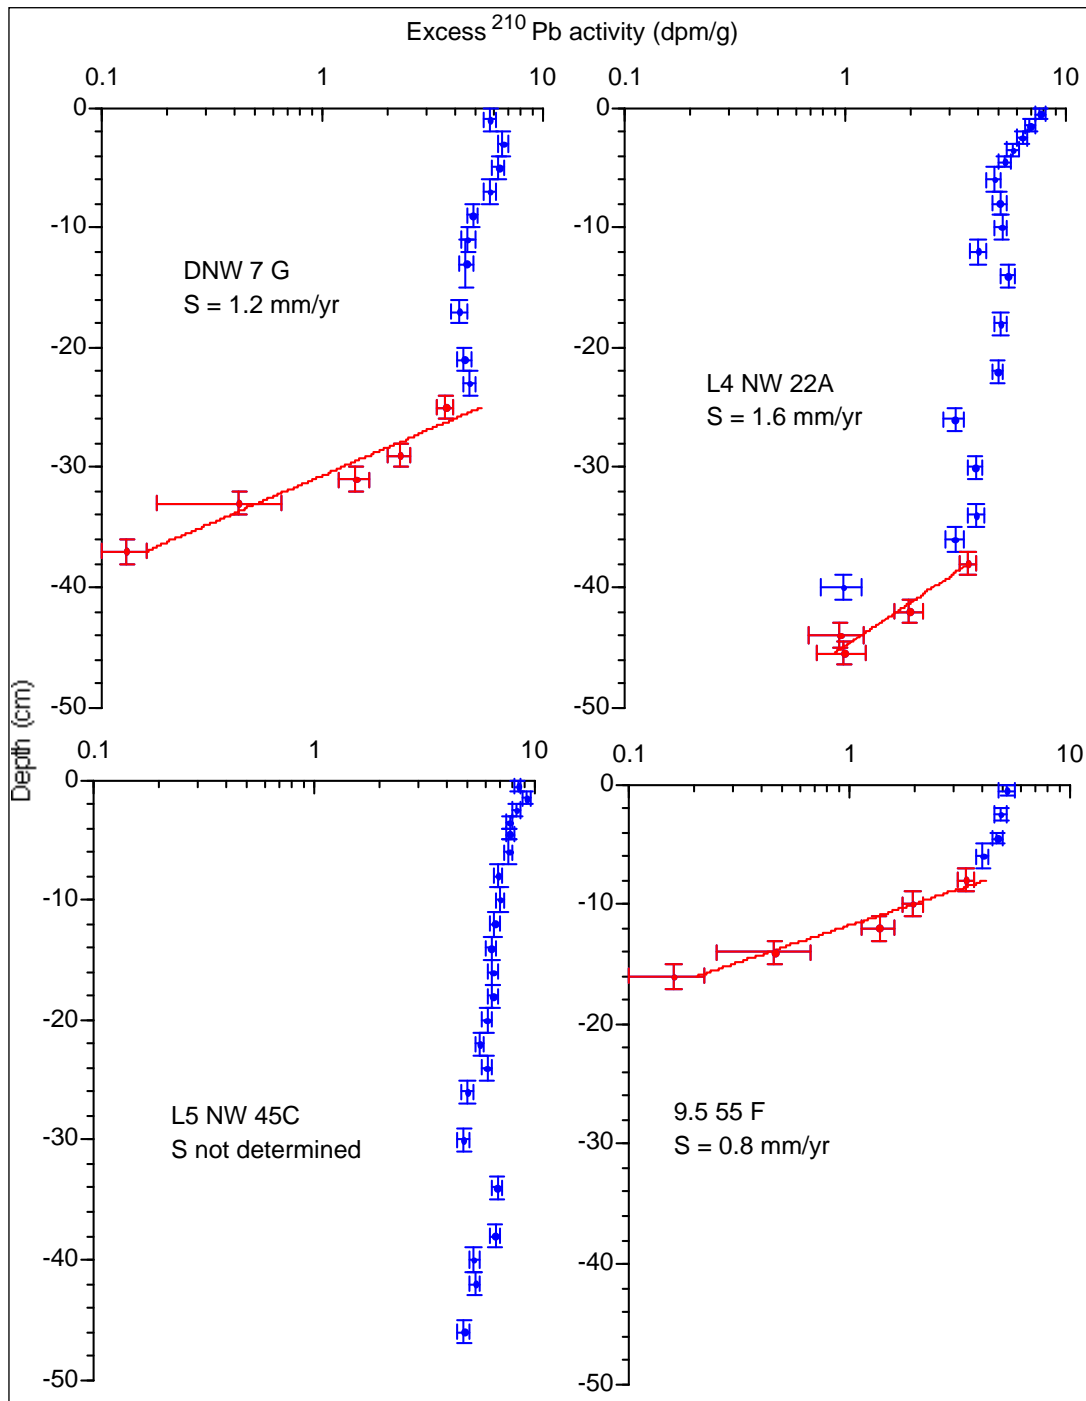 Excess 210 Pb activity (dpm/g)
0.1 1 10
0.1 1 10
0
-10
-20
-30
-40
-50
DNW 7 G
S = 1.2 mm/yr
0
-10
-20
-30
-40
-50
L4 NW 22A
S = 1.6 mm/yr
Depth (cm)
0.1 1 10
0.1 1 10
0
-10
-20
-30
-40
-50
L5 NW 45C
S not determined
0
-10
-20
-30
-40
-50
9.5 55 F
S = 0.8 mm/yr